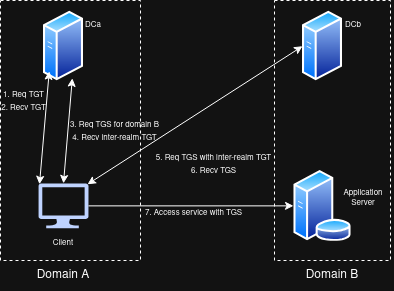 DCa
DCb
1. Req TGT
2. Recv TGT
3. Req TGS for domain B
4. Recv inter-realm TGT
5. Req TGS with inter-realm TGT
6. Recv TGS
7. Access service with TGS
Application
Server
Client
Domain A
Domain B